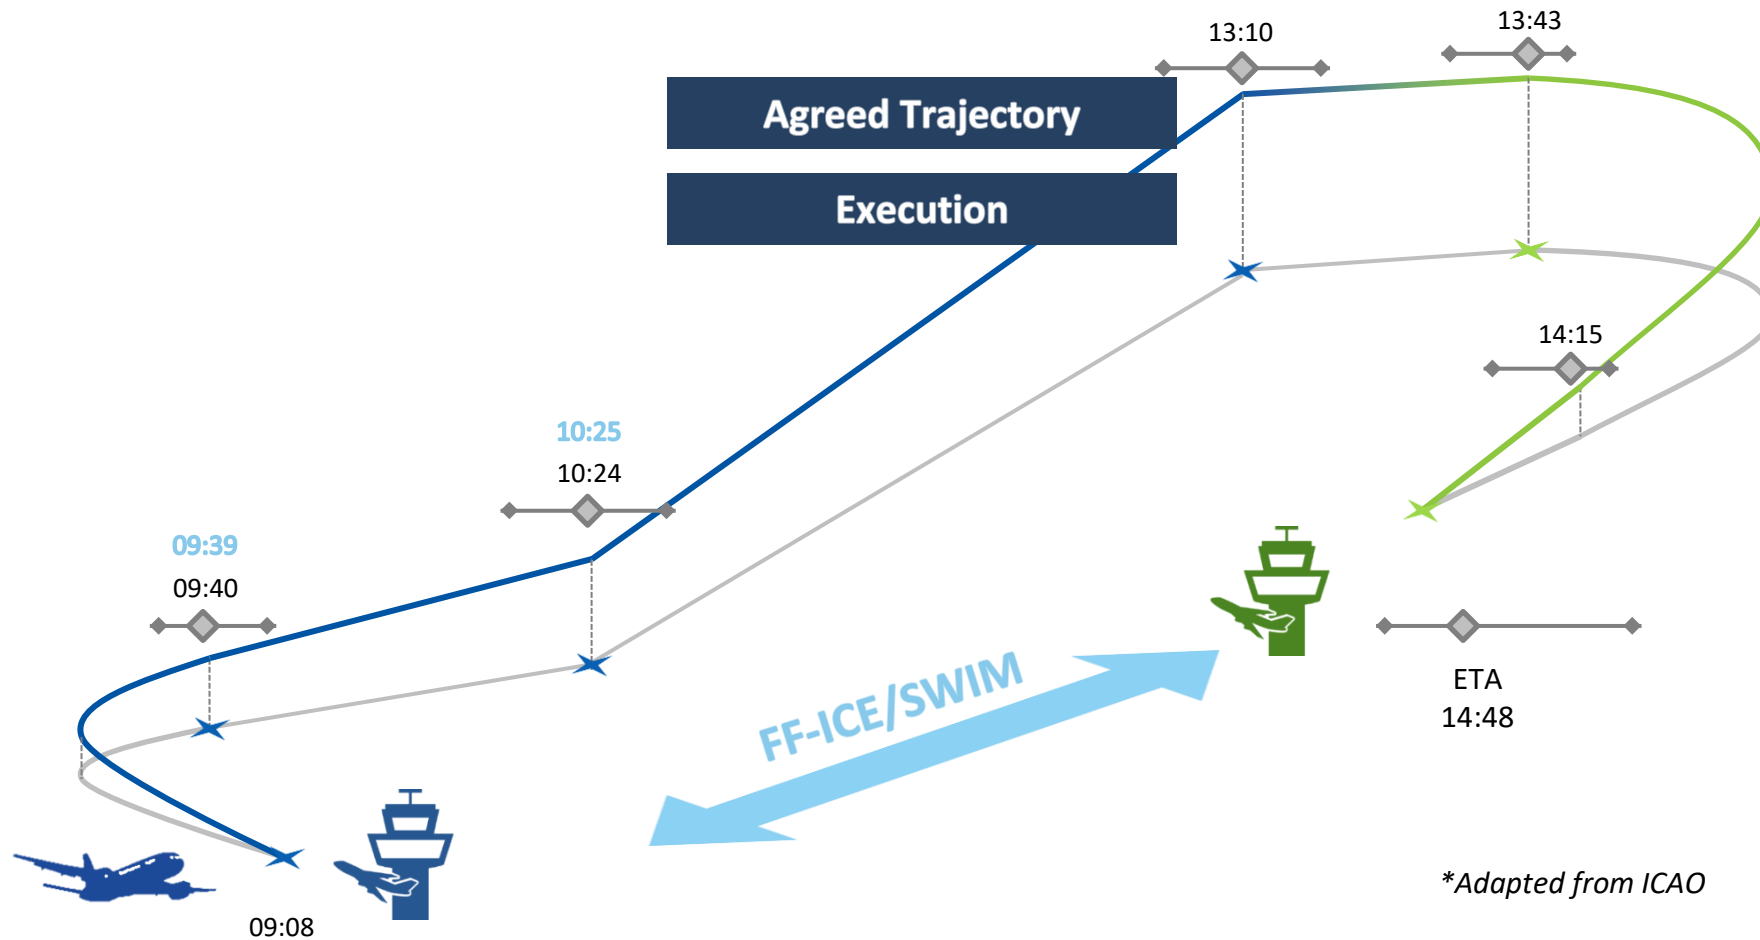 13:43
13:10
Agreed Trajectory
Execution
14:15
10:25
10:24
09:39
09:40
FF-ICE/SWIM
ETA
14:48
*Adapted from ICAO
09:08